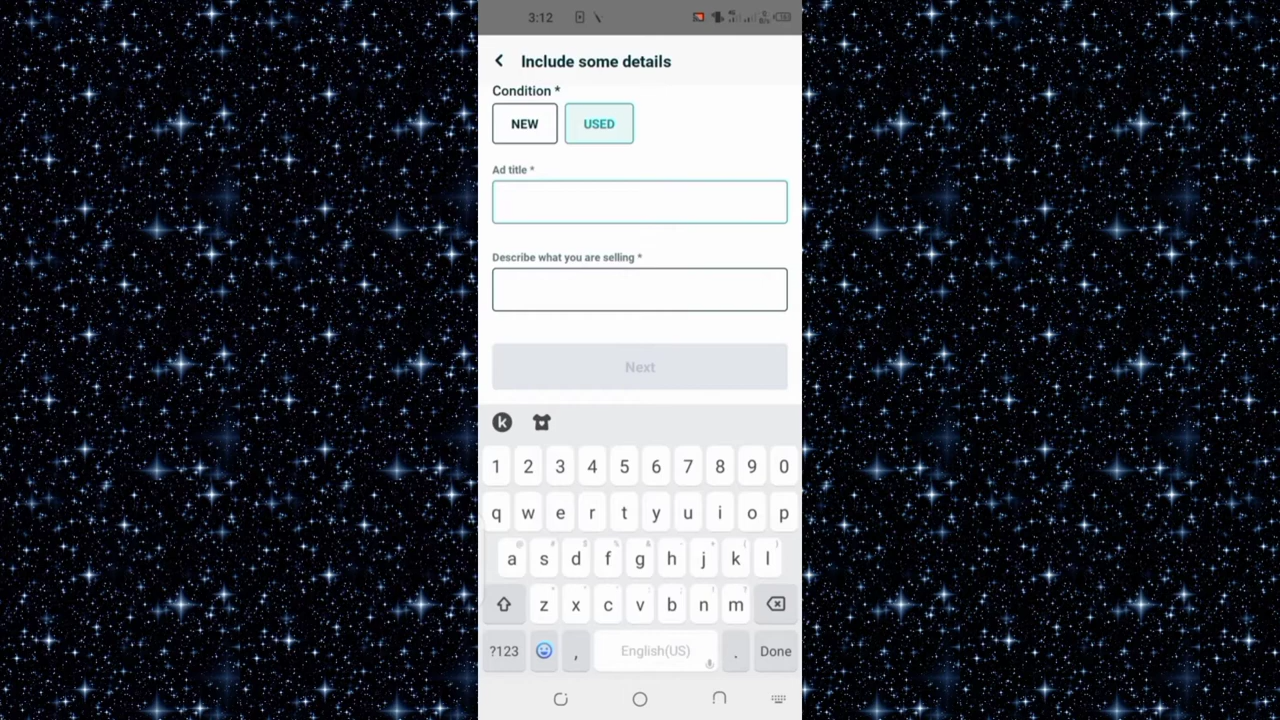 3:12
Include some details
Condition *
NEW USED
Ad title *
Describe what you are selling *
Next
1 2 3 4 5 6 7 8 9 0
q w e r t y u i o p
a s d f g h j k l
z x c v b n m
?123 , English(US) . Done